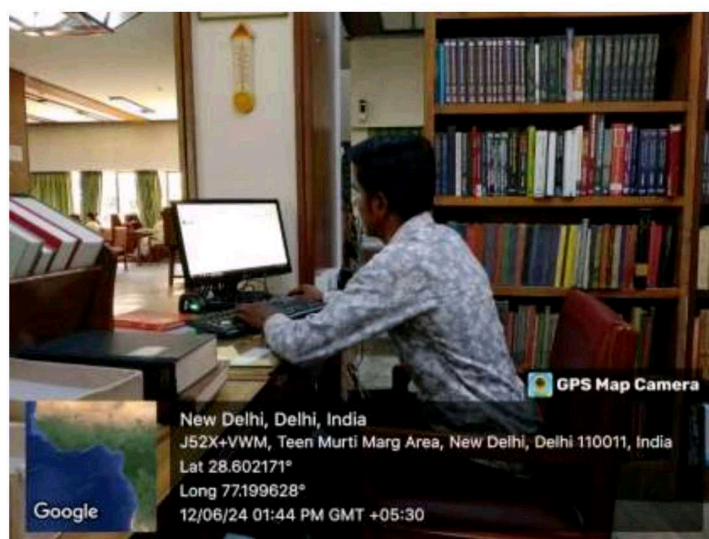 GPS Map Camera
New Delhi, Delhi, India
J52X+VWM, Teen Murti Marg Area, New Delhi, Delhi 110011, India
Lat 28.602171°
Long 77.199628°
12/06/24 01:44 PM GMT +05:30
Google